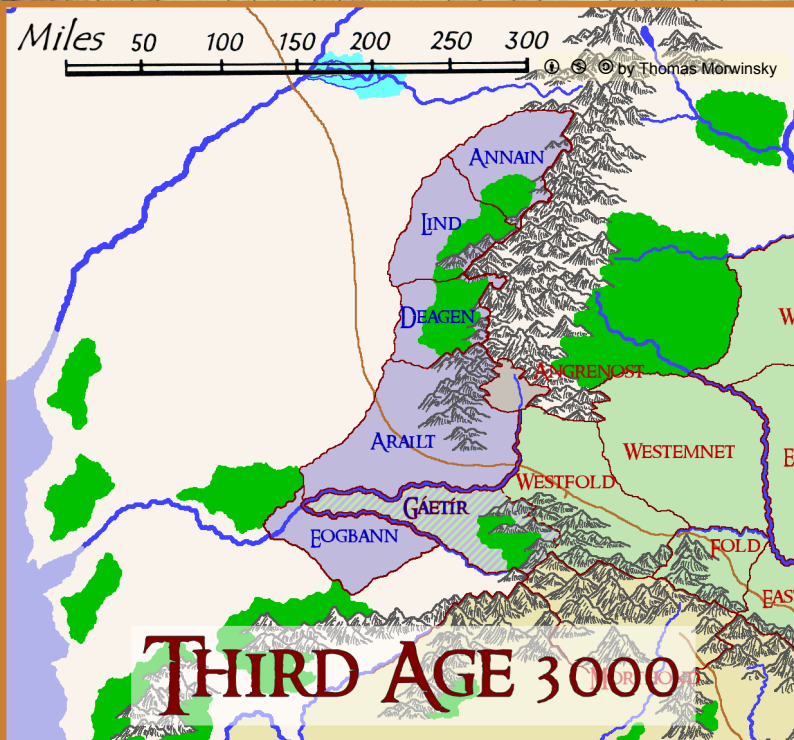 Miles 50 100 150 200 250 300
by Thomas Morwinsky
ANNAIN
LIND
DEAGEN
W
ANGRENOST
ARAILT
WESTEMNET
E
WESTFOLD
GÁETÍR
EOGBANN
FOLD
EAS
THIRD AGE 3000